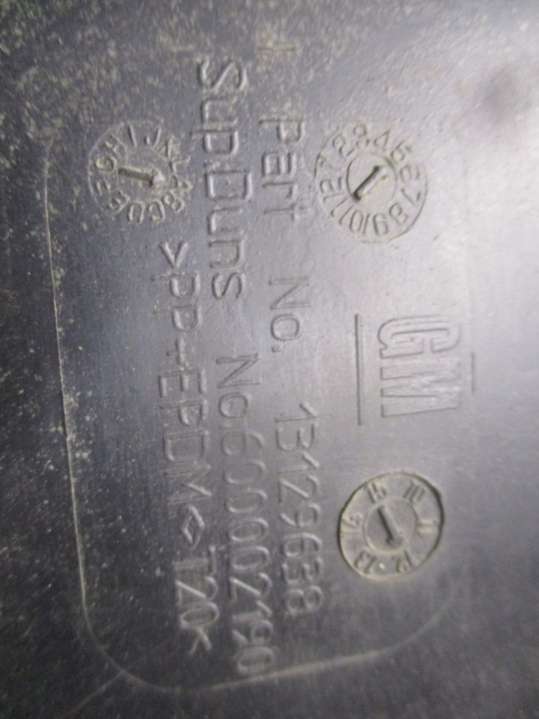 GM
Part No. 13129638
Sup.Duns No600002190
>PP+EPDM<>T20<